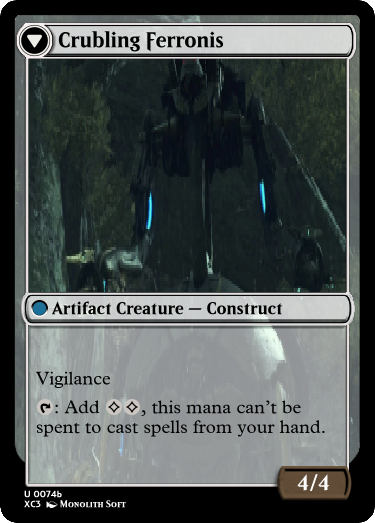 Crubling Ferronis
Artifact Creature — Construct
Vigilance
: Add , this mana can't be
spent to cast spells from your hand.
4/4
U 0074b
XC3 Monolith Soft